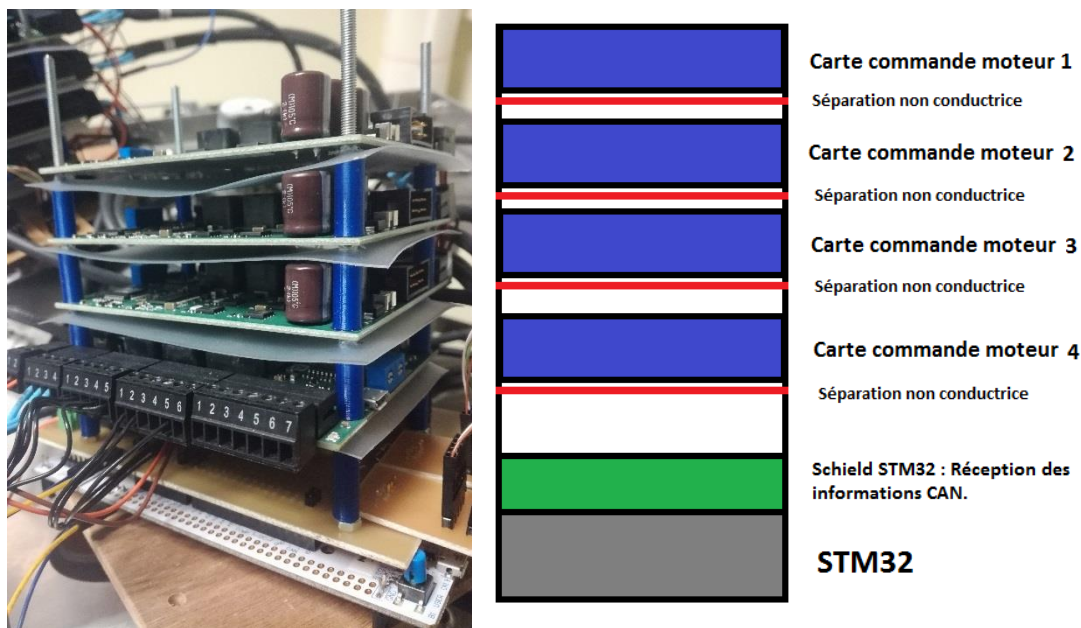 Carte commande moteur 1
Séparation non conductrice
Carte commande moteur 2
Séparation non conductrice
Carte commande moteur 3
Séparation non conductrice
Carte commande moteur 4
Séparation non conductrice
Schield STM32 : Réception des
informations CAN.
STM32
1 2 3 4
1 2 3 4 5
1 2 3 4 5 6
1 2 3 4 5 6 7